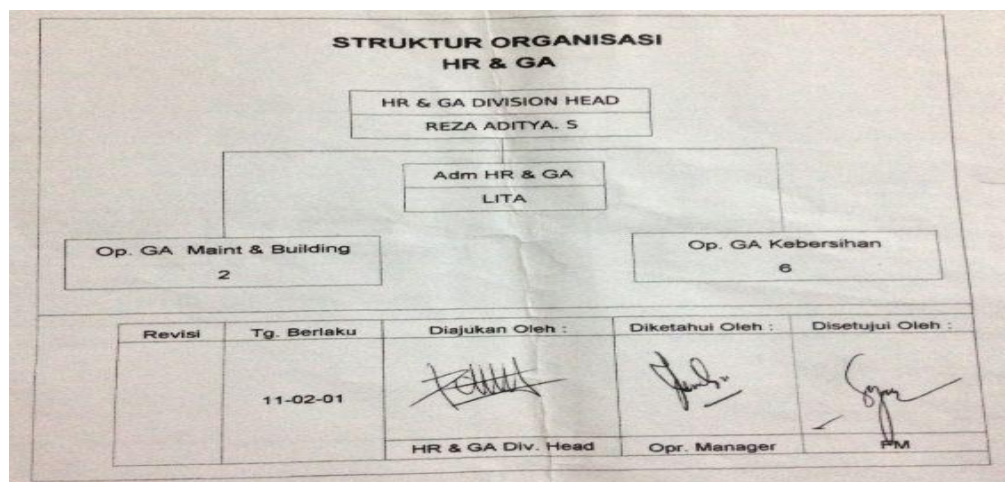 STRUKTUR ORGANISASI
HR & GA
HR & GA DIVISION HEAD
REZA ADITYA. S
Adm HR & GA
LITA
Op. GA Maint & Building
2
Op. GA Kebersihan
6
Revisi Tg. Berlaku Diajukan Oleh : Diketahui Oleh : Disetujui Oleh :
11-02-01
HR & GA Div. Head Opr. Manager PM